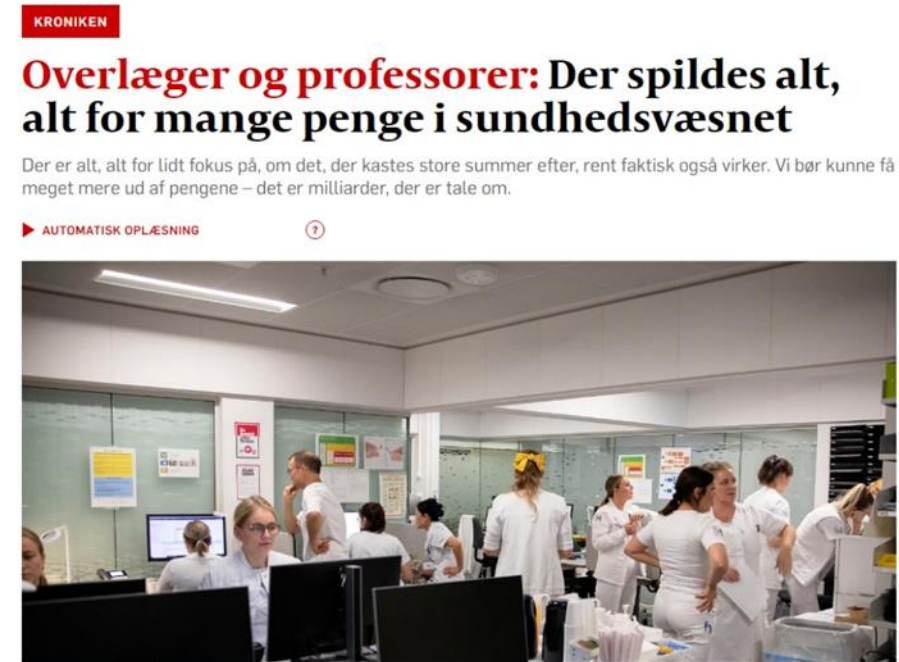 KRONIKEN
Overlæger og professorer: Der spildes alt,
alt for mange penge i sundhedsvæsnet
Der er alt, alt for lidt fokus på, om det, der kastes store summer efter, rent faktisk også virker. Vi bør kunne få
meget mere ud af pengene – det er milliarder, der er tale om.
AUTOMATISK OPLÆSNING ?